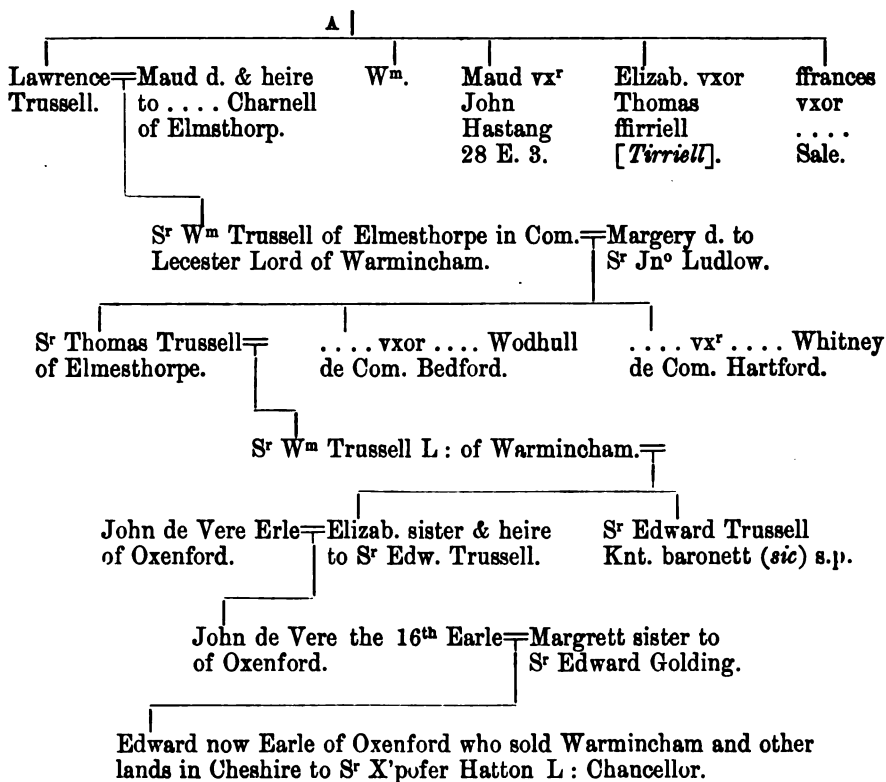 A
Lawrence Trussell.
Maud d. & heire
to . . . . Charnell
of Elmsthorp.
Wᵐ.
Maud vxʳ
John
Hastang
28 E. 3.
Elizab. vxor
Thomas
ffirriell
[Tirriell].
ffrances
vxor
. . . .
Sale.
Sʳ Wᵐ Trussell of Elmesthorpe in Com.
Lecester Lord of Warmincham.
Margery d. to
Sʳ Jnᵒ Ludlow.
Sʳ Thomas Trussell
of Elmesthorpe.
. . . . vxor . . . . Wodhull
de Com. Bedford.
. . . . vxʳ . . . . Whitney
de Com. Hartford.
Sʳ Wᵐ Trussell L : of Warmincham.
John de Vere Erle
of Oxenford.
Elizab. sister & heire
to Sʳ Edw. Trussell.
Sʳ Edward Trussell
Knt. baronett (sic) s.p.
John de Vere the 16ᵗʰ Earle
of Oxenford.
Margrett sister to
Sʳ Edward Golding.
Edward now Earle of Oxenford who sold Warmincham and other
lands in Cheshire to Sʳ X'pofer Hatton L : Chancellor.